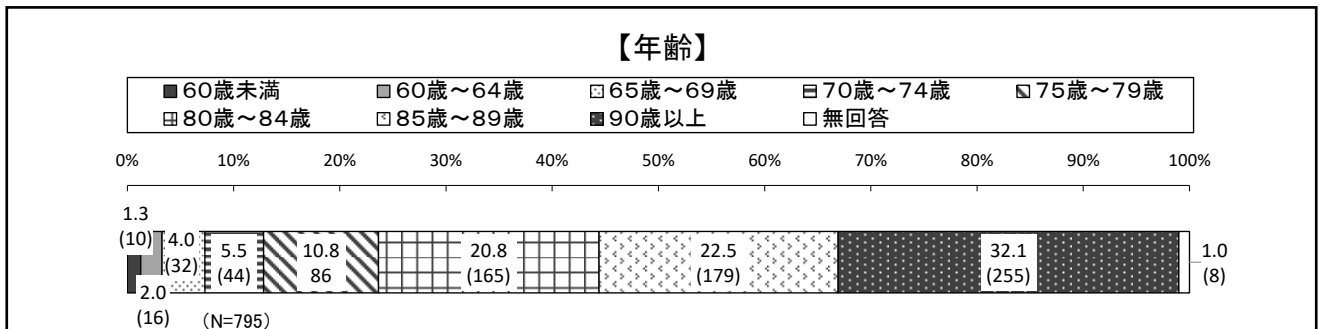 【年齢】
■60歳未満 ■60歳～64歳 65歳～69歳 70歳～74歳 75歳～79歳
80歳～84歳 85歳～89歳 ■90歳以上 □無回答
0% 10% 20% 30% 40% 50% 60% 70% 80% 90% 100%
1.3 4.0 5.5 10.8 20.8 22.5 32.1 1.0
(10) (32) (44) 86 (165) (179) (255) (8)
2.0
(16) (N=795)